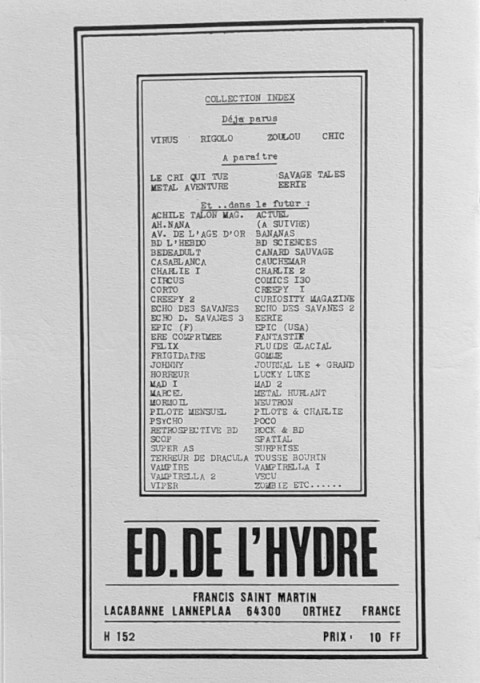 COLLECTION INDEX
Déja parus
VIRUS RIGOLO ZOULOU CHIC
A paraître
LE CRI QUI TUE SAVAGE TALES
METAL AVENTURE EERIE
Et ..dans le futur :
ACHILE TALON MAG. ACTUEL
AH.NANA (A SUIVRE)
AV. DE L'AGE D'OR BANANAS
BD L'HEBDO BD SCIENCES
BEDEADULT CANARD SAUVAGE
CASABLANCA CAUCHEMAR
CHARLIE I CHARLIE 2
CIRCUS COMICS I30
CORTO CREEPY I
CREEPY 2 CURIOSITY MAGAZINE
ECHO DES SAVANES ECHO DES SAVANES 2
ECHO D. SAVANES 3 EERIE
EPIC (F) EPIC (USA)
ERE COMPRIMEE FANTASTIK
FELIX FLUIDE GLACIAL
FRIGIDAIRE GOMME
JOHNNY JOURNAL LE + GRAND
HORREUR LUCKY LUKE
MAD I MAD 2
MARCEL METAL HURLANT
MORMOIL NEUTRON
PILOTE MENSUEL PILOTE & CHARLIE
PSYCHO POCO
RETROSPECTIVE BD ROCK & BD
SCOP SPATIAL
SUPER AS SURPRISE
TERREUR DE DRACULA TOUSSE BOURIN
VAMPIRE VAMPIRELLA I
VAMPIRELLA 2 VECU
VIPER ZOMBIE ETC......
ED. DE L'HYDRE
FRANCIS SAINT MARTIN
LACABANNE LANNEPLAA 64300 ORTHEZ FRANCE
H 152 PRIX : 10 FF